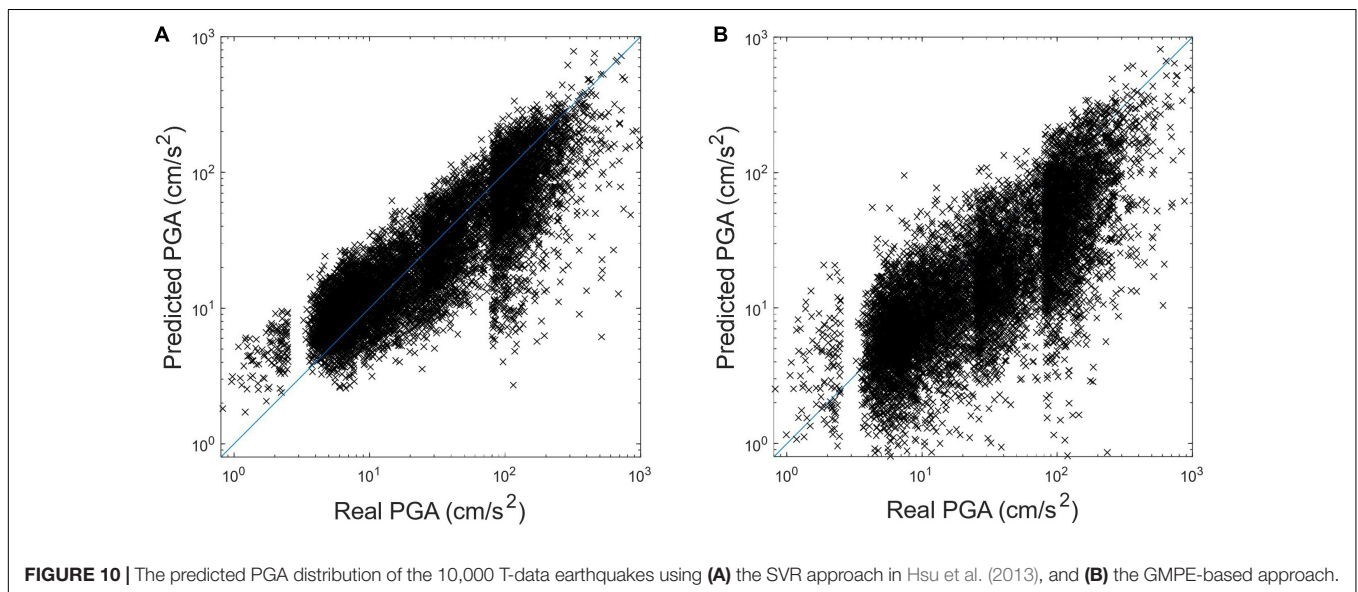 A
10³
10²
10¹
10⁰
Predicted PGA (cm/s²)
10⁰ 10¹ 10² 10³
Real PGA (cm/s²)
B
10³
10²
10¹
10⁰
Predicted PGA (cm/s²)
10⁰ 10¹ 10² 10³
Real PGA (cm/s²)
FIGURE 10 | The predicted PGA distribution of the 10,000 T-data earthquakes using (A) the SVR approach in Hsu et al. (2013), and (B) the GMPE-based approach.